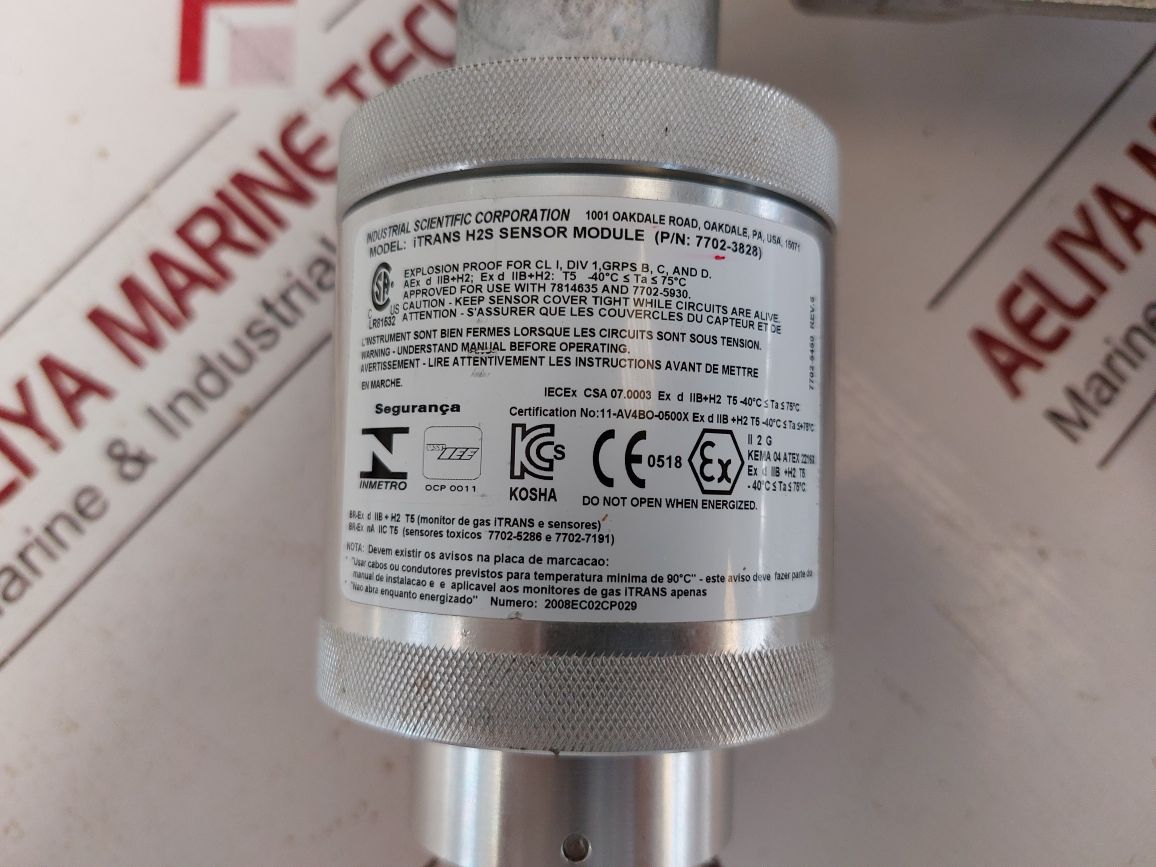 AELIYA MARINE TECH
Marine & Industrial
AELIYA M
Marine
INDUSTRIAL SCIENTIFIC CORPORATION 1001 OAKDALE ROAD, OAKDALE, PA, USA, 15071
MODEL: iTRANS H2S SENSOR MODULE (P/N: 7702-3828)
EXPLOSION PROOF FOR CL I, DIV 1,GRPS B, C, AND D.
AEx d IIB+H2; Ex d IIB+H2: T5 -40°C ≤ Ta ≤ 75°C
APPROVED FOR USE WITH 7814635 AND 7702-5930.
CAUTION - KEEP SENSOR COVER TIGHT WHILE CIRCUITS ARE ALIVE.
ATTENTION - S'ASSURER QUE LES COUVERCLES DU CAPTEUR ET DE
C US
LR81632
L'INSTRUMENT SONT BIEN FERMES LORSQUE LES CIRCUITS SONT SOUS TENSION.
WARNING - UNDERSTAND MANUAL BEFORE OPERATING.
AVERTISSEMENT - LIRE ATTENTIVEMENT LES INSTRUCTIONS AVANT DE METTRE
EN MARCHE.
7702-5450 REV.5
IECEx CSA 07.0003 Ex d IIB+H2 T5 -40°C ≤ Ta ≤ 75°C
Segurança
Certification No:11-AV4BO-0500X Ex d IIB +H2 T5 -40°C ≤ Ta ≤+75°C
INMETRO
OCP 0011
KCs
KOSHA
CE 0518
Ex
II 2 G
KEMA 04 ATEX
Ex d IIB +H2 T5
- 40°C ≤ Ta ≤ 75°C
DO NOT OPEN WHEN ENERGIZED.
BR-Ex d IIB + H2 T5 (monitor de gas iTRANS e sensores)
BR-Ex nA IIC T5 (sensores toxicos 7702-5286 e 7702-7191)
NOTA: Devem existir os avisos na placa de marcacao:
* "Usar cabos ou condutores previstos para temperatura minima de 90°C" - este aviso deve fazer parte do
manual de instalacao e e aplicavel aos monitores de gas iTRANS apenas
* "Nao abra enquanto energizado" Numero: 2008EC02CP029